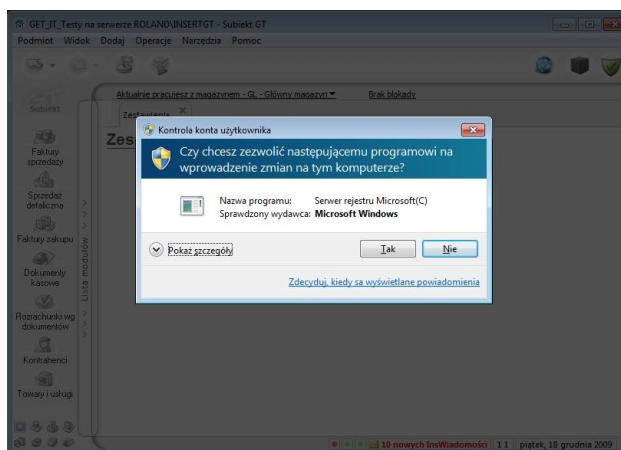 GET_IT_Testy na serwerze ROLAND\INSERTGT - Subiekt GT
Podmiot Widok Dodaj Operacje Narzędzia Pomoc
Aktualnie pracujesz z magazynem - GL - Główny magazyn
Brak blokady
Subiekt
Zestawienia
Zes
Kontrola konta użytkownika
Czy chcesz zezwolić następującemu programowi na
wprowadzenie zmian na tym komputerze?
Nazwa programu: Serwer rejestru Microsoft(C)
Sprawdzony wydawca: Microsoft Windows
Pokaż szczegóły
Tak
Nie
Zdecyduj, kiedy są wyświetlane powiadomienia
Faktury
sprzedaży
Sprzedaż
detaliczna
Faktury zakupu
Dokumenty
kasowe
Rozrachunki wg
dokumentów
Kontrahenci
Towary i usługi
Lista modułów
10 nowych InsWiadomości
1 1
piątek, 18 grudnia 2009